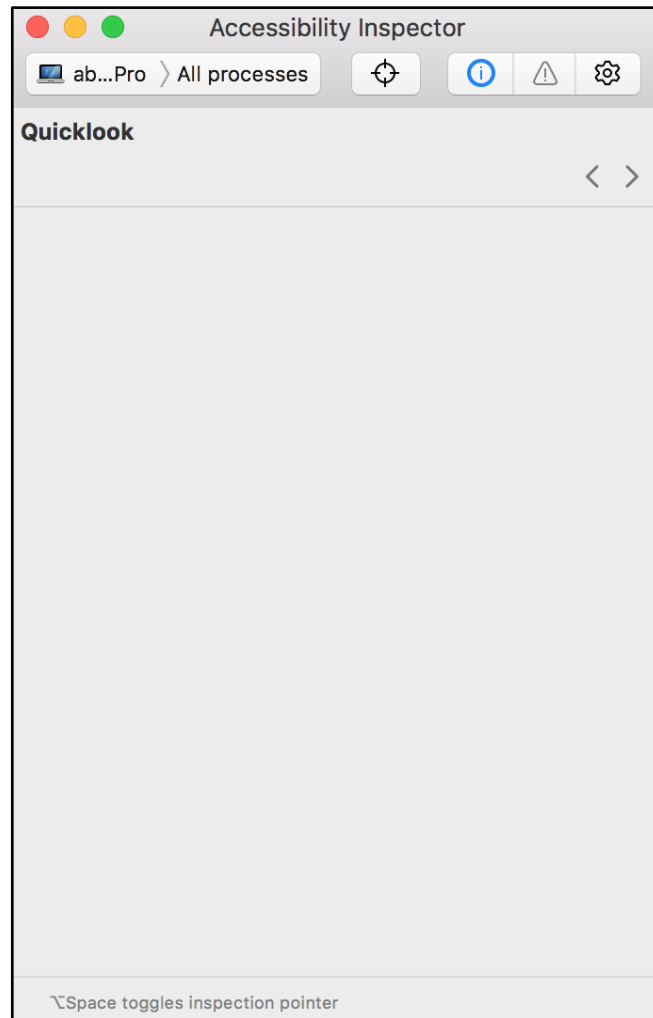 Accessibility Inspector
ab...Pro 〉All processes
Quicklook
⌥Space toggles inspection pointer